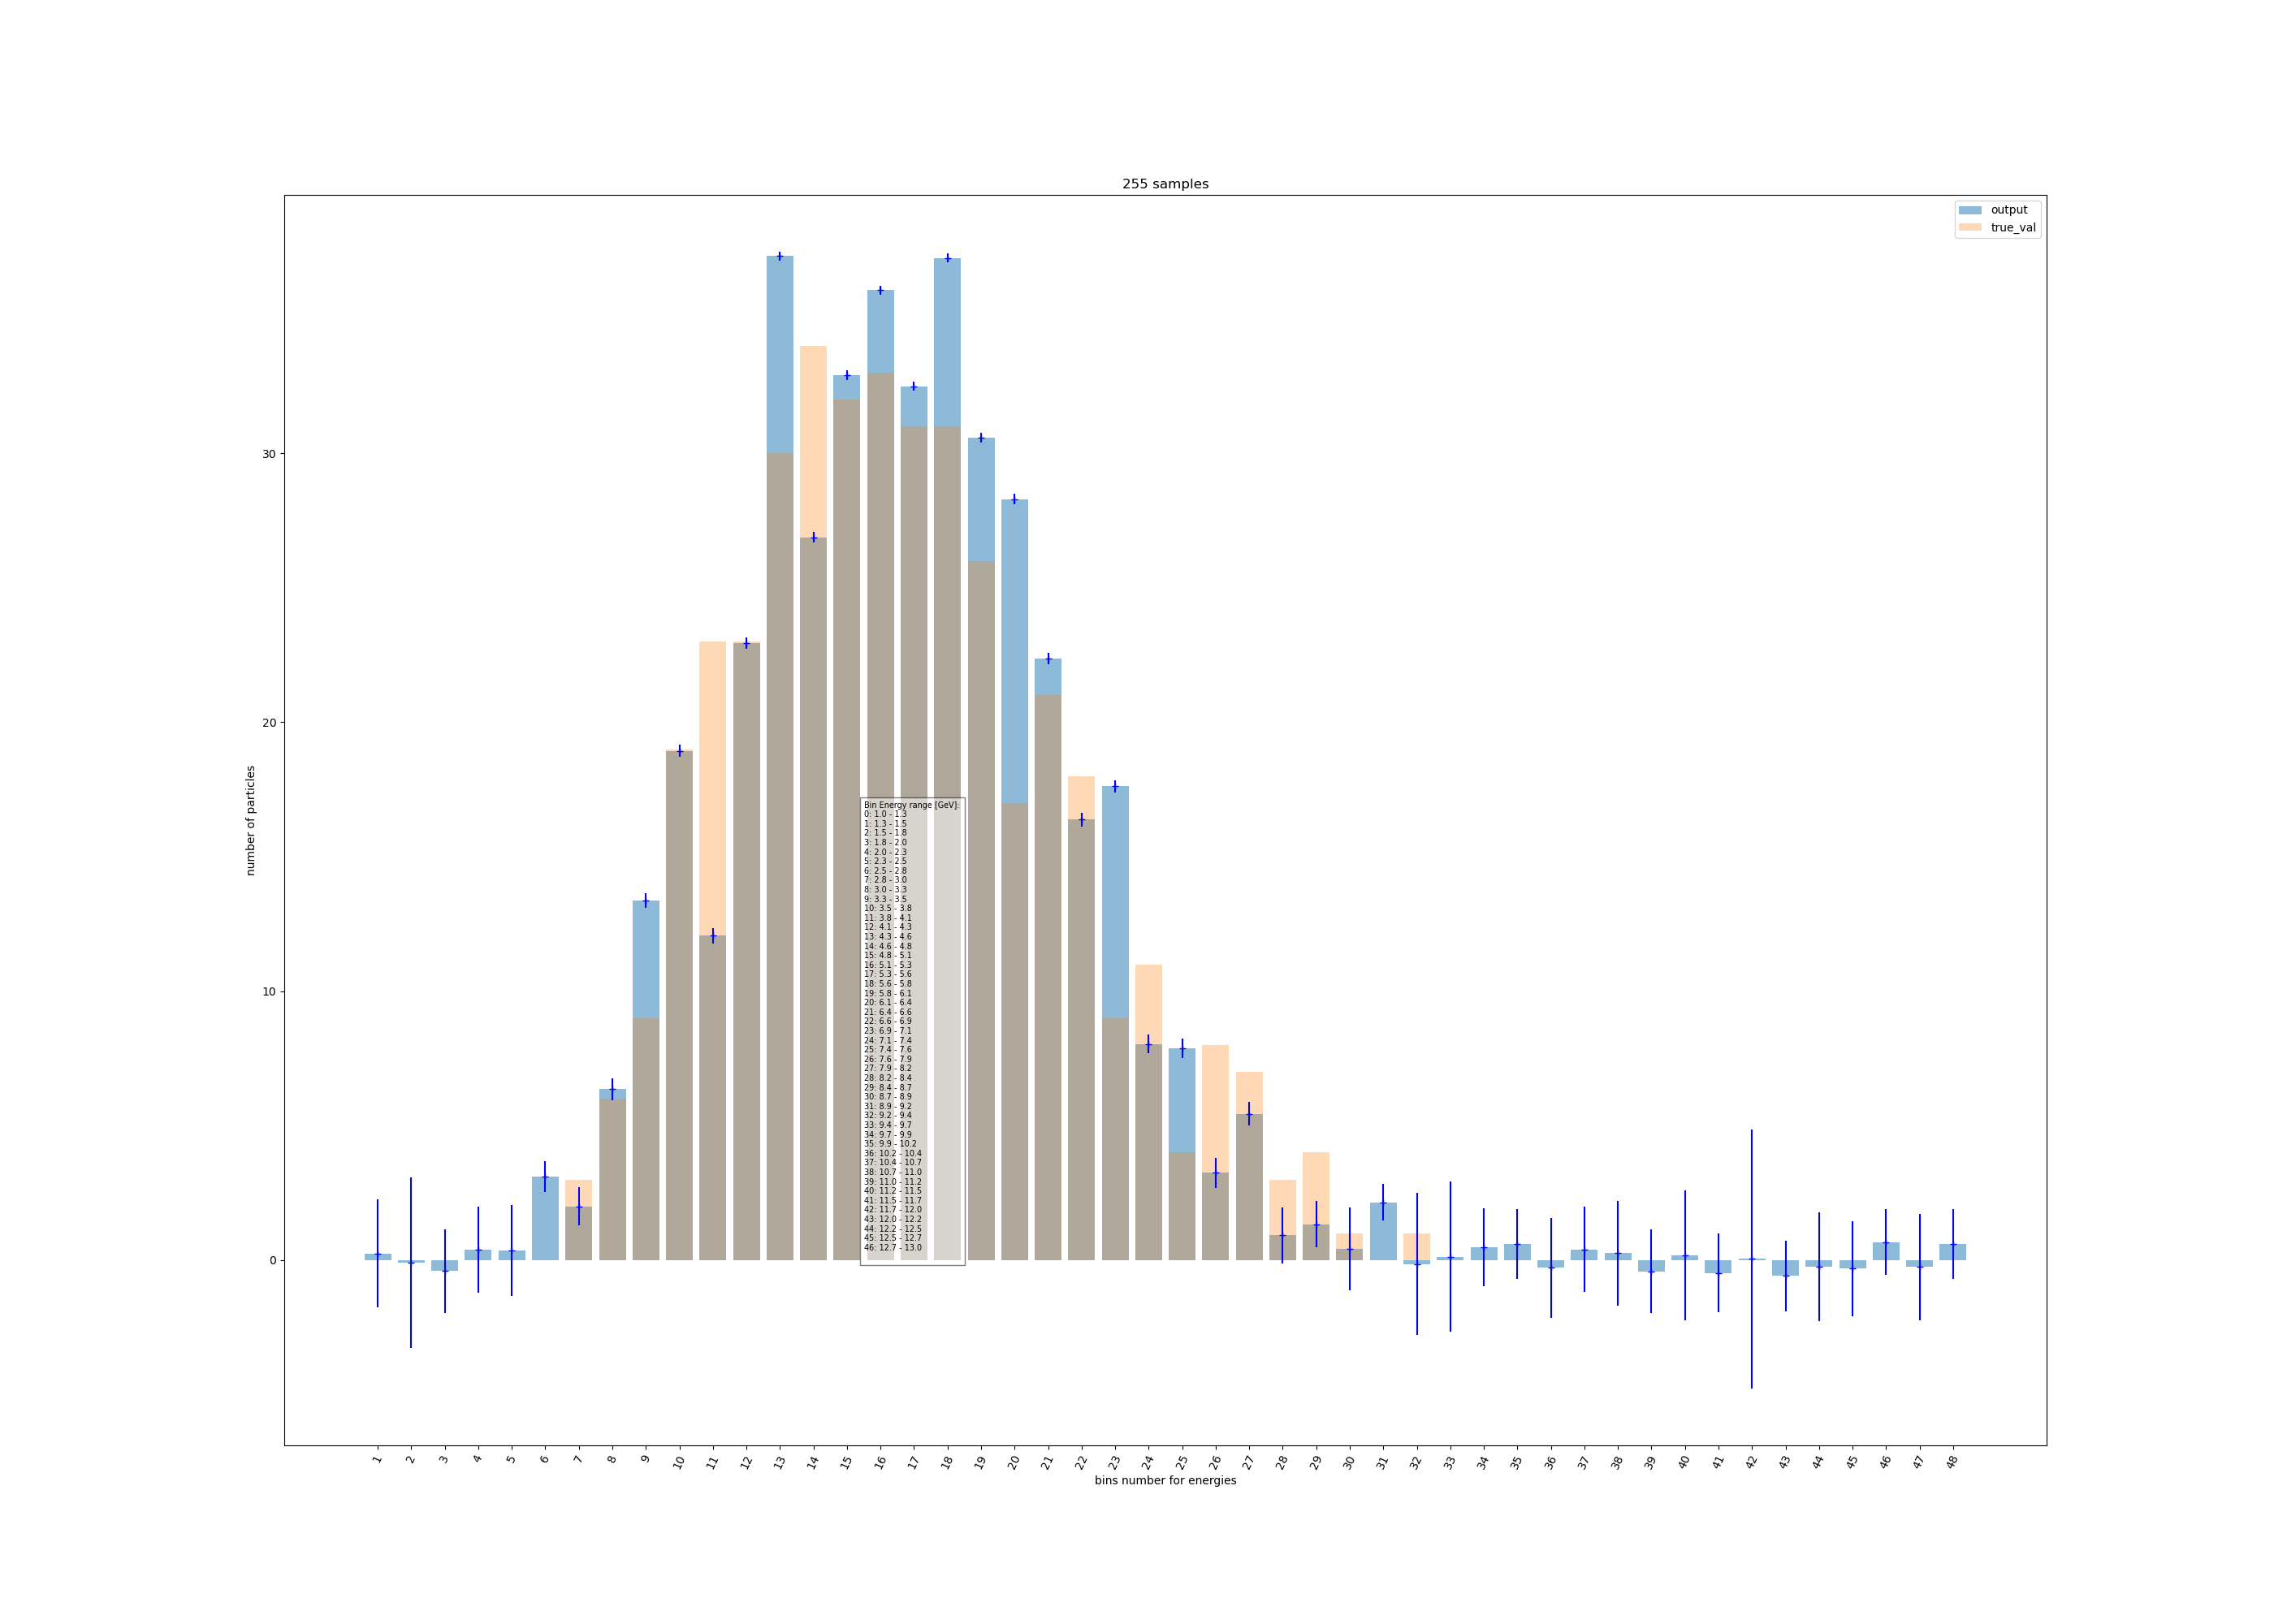 255 samples
output
true_val
30
20
10
0
number of particles
Bin Energy range [GeV]:
0: 1.0 - 1.3
1: 1.3 - 1.5
2: 1.5 - 1.8
3: 1.8 - 2.0
4: 2.0 - 2.3
5: 2.3 - 2.5
6: 2.5 - 2.8
7: 2.8 - 3.0
8: 3.0 - 3.3
9: 3.3 - 3.5
10: 3.5 - 3.8
11: 3.8 - 4.1
12: 4.1 - 4.3
13: 4.3 - 4.6
14: 4.6 - 4.8
15: 4.8 - 5.1
16: 5.1 - 5.3
17: 5.3 - 5.6
18: 5.6 - 5.8
19: 5.8 - 6.1
20: 6.1 - 6.4
21: 6.4 - 6.6
22: 6.6 - 6.9
23: 6.9 - 7.1
24: 7.1 - 7.4
25: 7.4 - 7.6
26: 7.6 - 7.9
27: 7.9 - 8.2
28: 8.2 - 8.4
29: 8.4 - 8.7
30: 8.7 - 8.9
31: 8.9 - 9.2
32: 9.2 - 9.4
33: 9.4 - 9.7
34: 9.7 - 9.9
35: 9.9 - 10.2
36: 10.2 - 10.4
37: 10.4 - 10.7
38: 10.7 - 11.0
39: 11.0 - 11.2
40: 11.2 - 11.5
41: 11.5 - 11.7
42: 11.7 - 12.0
43: 12.0 - 12.2
44: 12.2 - 12.5
45: 12.5 - 12.7
46: 12.7 - 13.0
1 2 3 4 5 6 7 8 9 10 11 12 13 14 15 16 17 18 19 20 21 22 23 24 25 26 27 28 29 30 31 32 33 34 35 36 37 38 39 40 41 42 43 44 45 46 47 48
bins number for energies